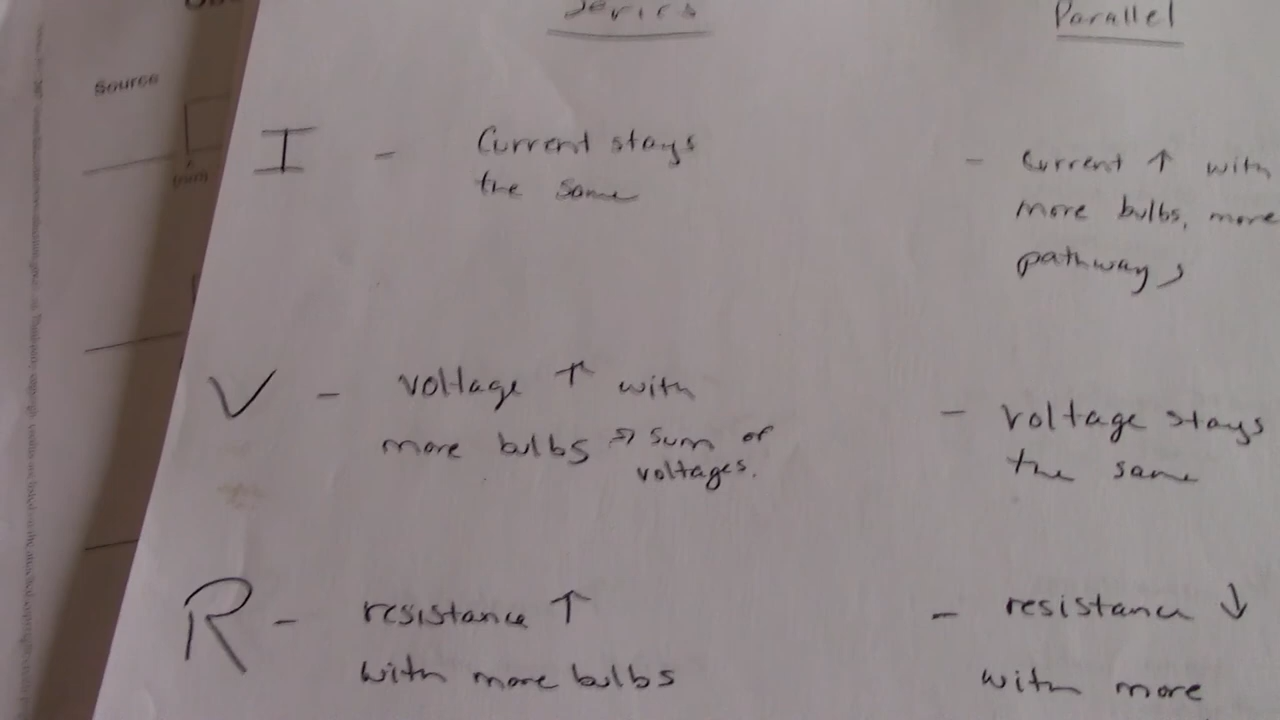 Series
Parallel
Source
(mm)
I - Current stays
the same
- Current ↑ with
more bulbs, more
pathways
V - voltage ↑ with
more bulbs => sum of
voltages.
- voltage stays
the same
R - resistance ↑
with more bulbs
- resistance ↓
with more